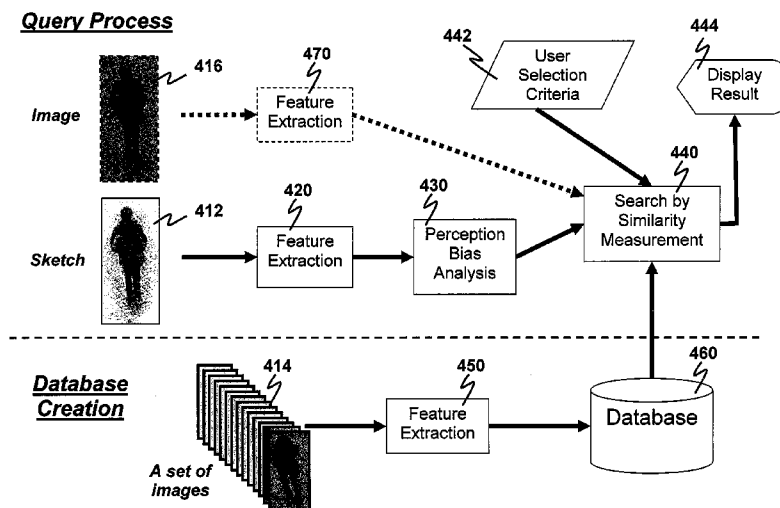 Query Process
416
Image
470
Feature
Extraction
442
User
Selection
Criteria
444
Display
Result
412
Sketch
420
Feature
Extraction
430
Perception
Bias
Analysis
440
Search by
Similarity
Measurement
Database
Creation
414
A set of
images
450
Feature
Extraction
460
Database